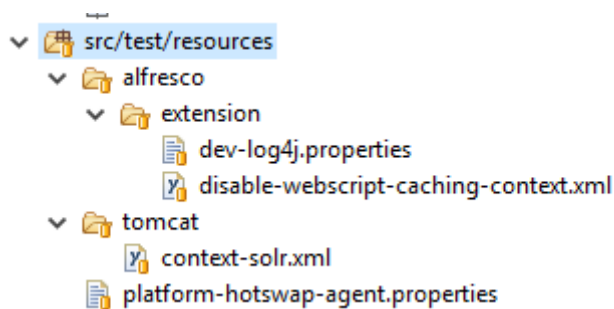 src/test/resources
alfresco
extension
dev-log4j.properties
disable-webscript-caching-context.xml
tomcat
context-solr.xml
platform-hotswap-agent.properties